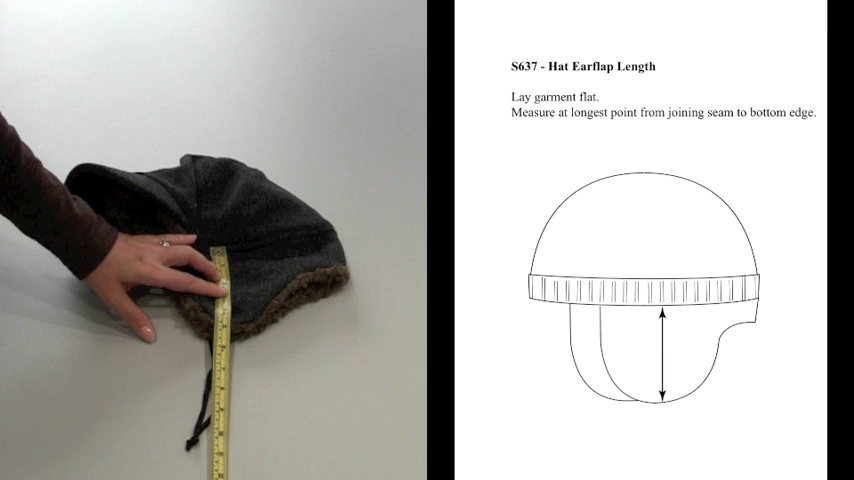 S637 - Hat Earflap Length
Lay garment flat.
Measure at longest point from joining seam to bottom edge.